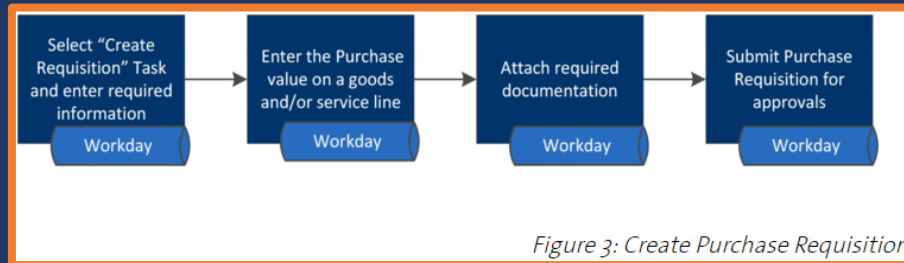 Select “Create
Requisition” Task
and enter required
information
Workday
Enter the Purchase
value on a goods
and/or service line
Workday
Attach required
documentation
Workday
Submit Purchase
Requisition for
approvals
Workday
Figure 3: Create Purchase Requisition